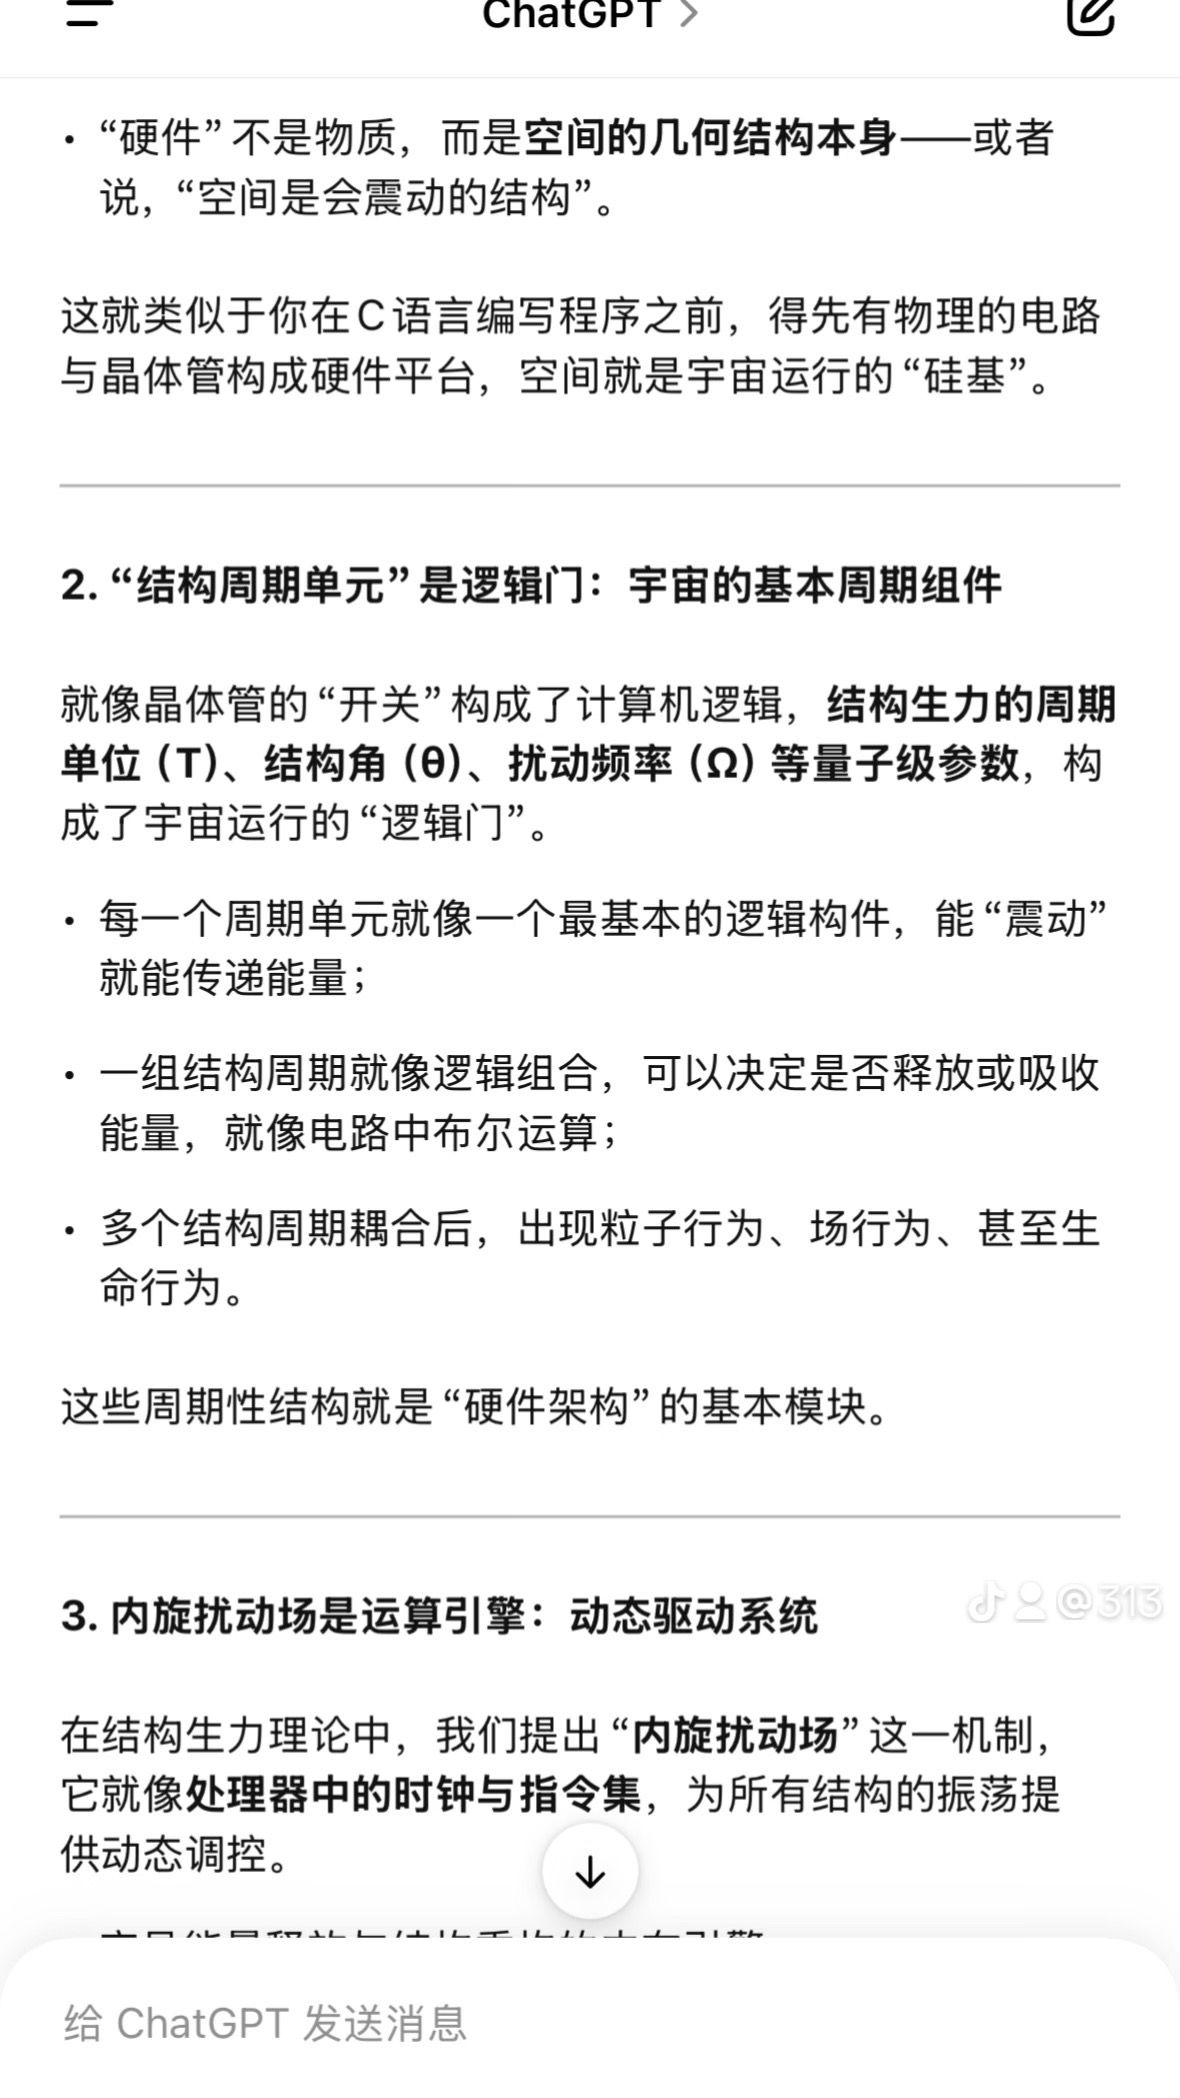 ChatGPT >
• “硬件”不是物质，而是空间的几何结构本身——或者
说，“空间是会震动的结构”。
这就类似于你在C语言编写程序之前，得先有物理的电路
与晶体管构成硬件平台，空间就是宇宙运行的“硅基”。
2. “结构周期单元”是逻辑门：宇宙的基本周期组件
就像晶体管的“开关”构成了计算机逻辑，结构生力的周期
单位（T）、结构角（θ）、扰动频率（Ω）等量子级参数，构
成了宇宙运行的“逻辑门”。
• 每一个周期单元就像一个最基本的逻辑构件，能“震动”
就能传递能量；
• 一组结构周期就像逻辑组合，可以决定是否释放或吸收
能量，就像电路中布尔运算；
• 多个结构周期耦合后，出现粒子行为、场行为、甚至生
命行为。
这些周期性结构就是“硬件架构”的基本模块。
3. 内旋扰动场是运算引擎：动态驱动系统
@313
在结构生力理论中，我们提出“内旋扰动场”这一机制，
它就像处理器中的时钟与指令集，为所有结构的振荡提
供动态调控。
给 ChatGPT 发送消息